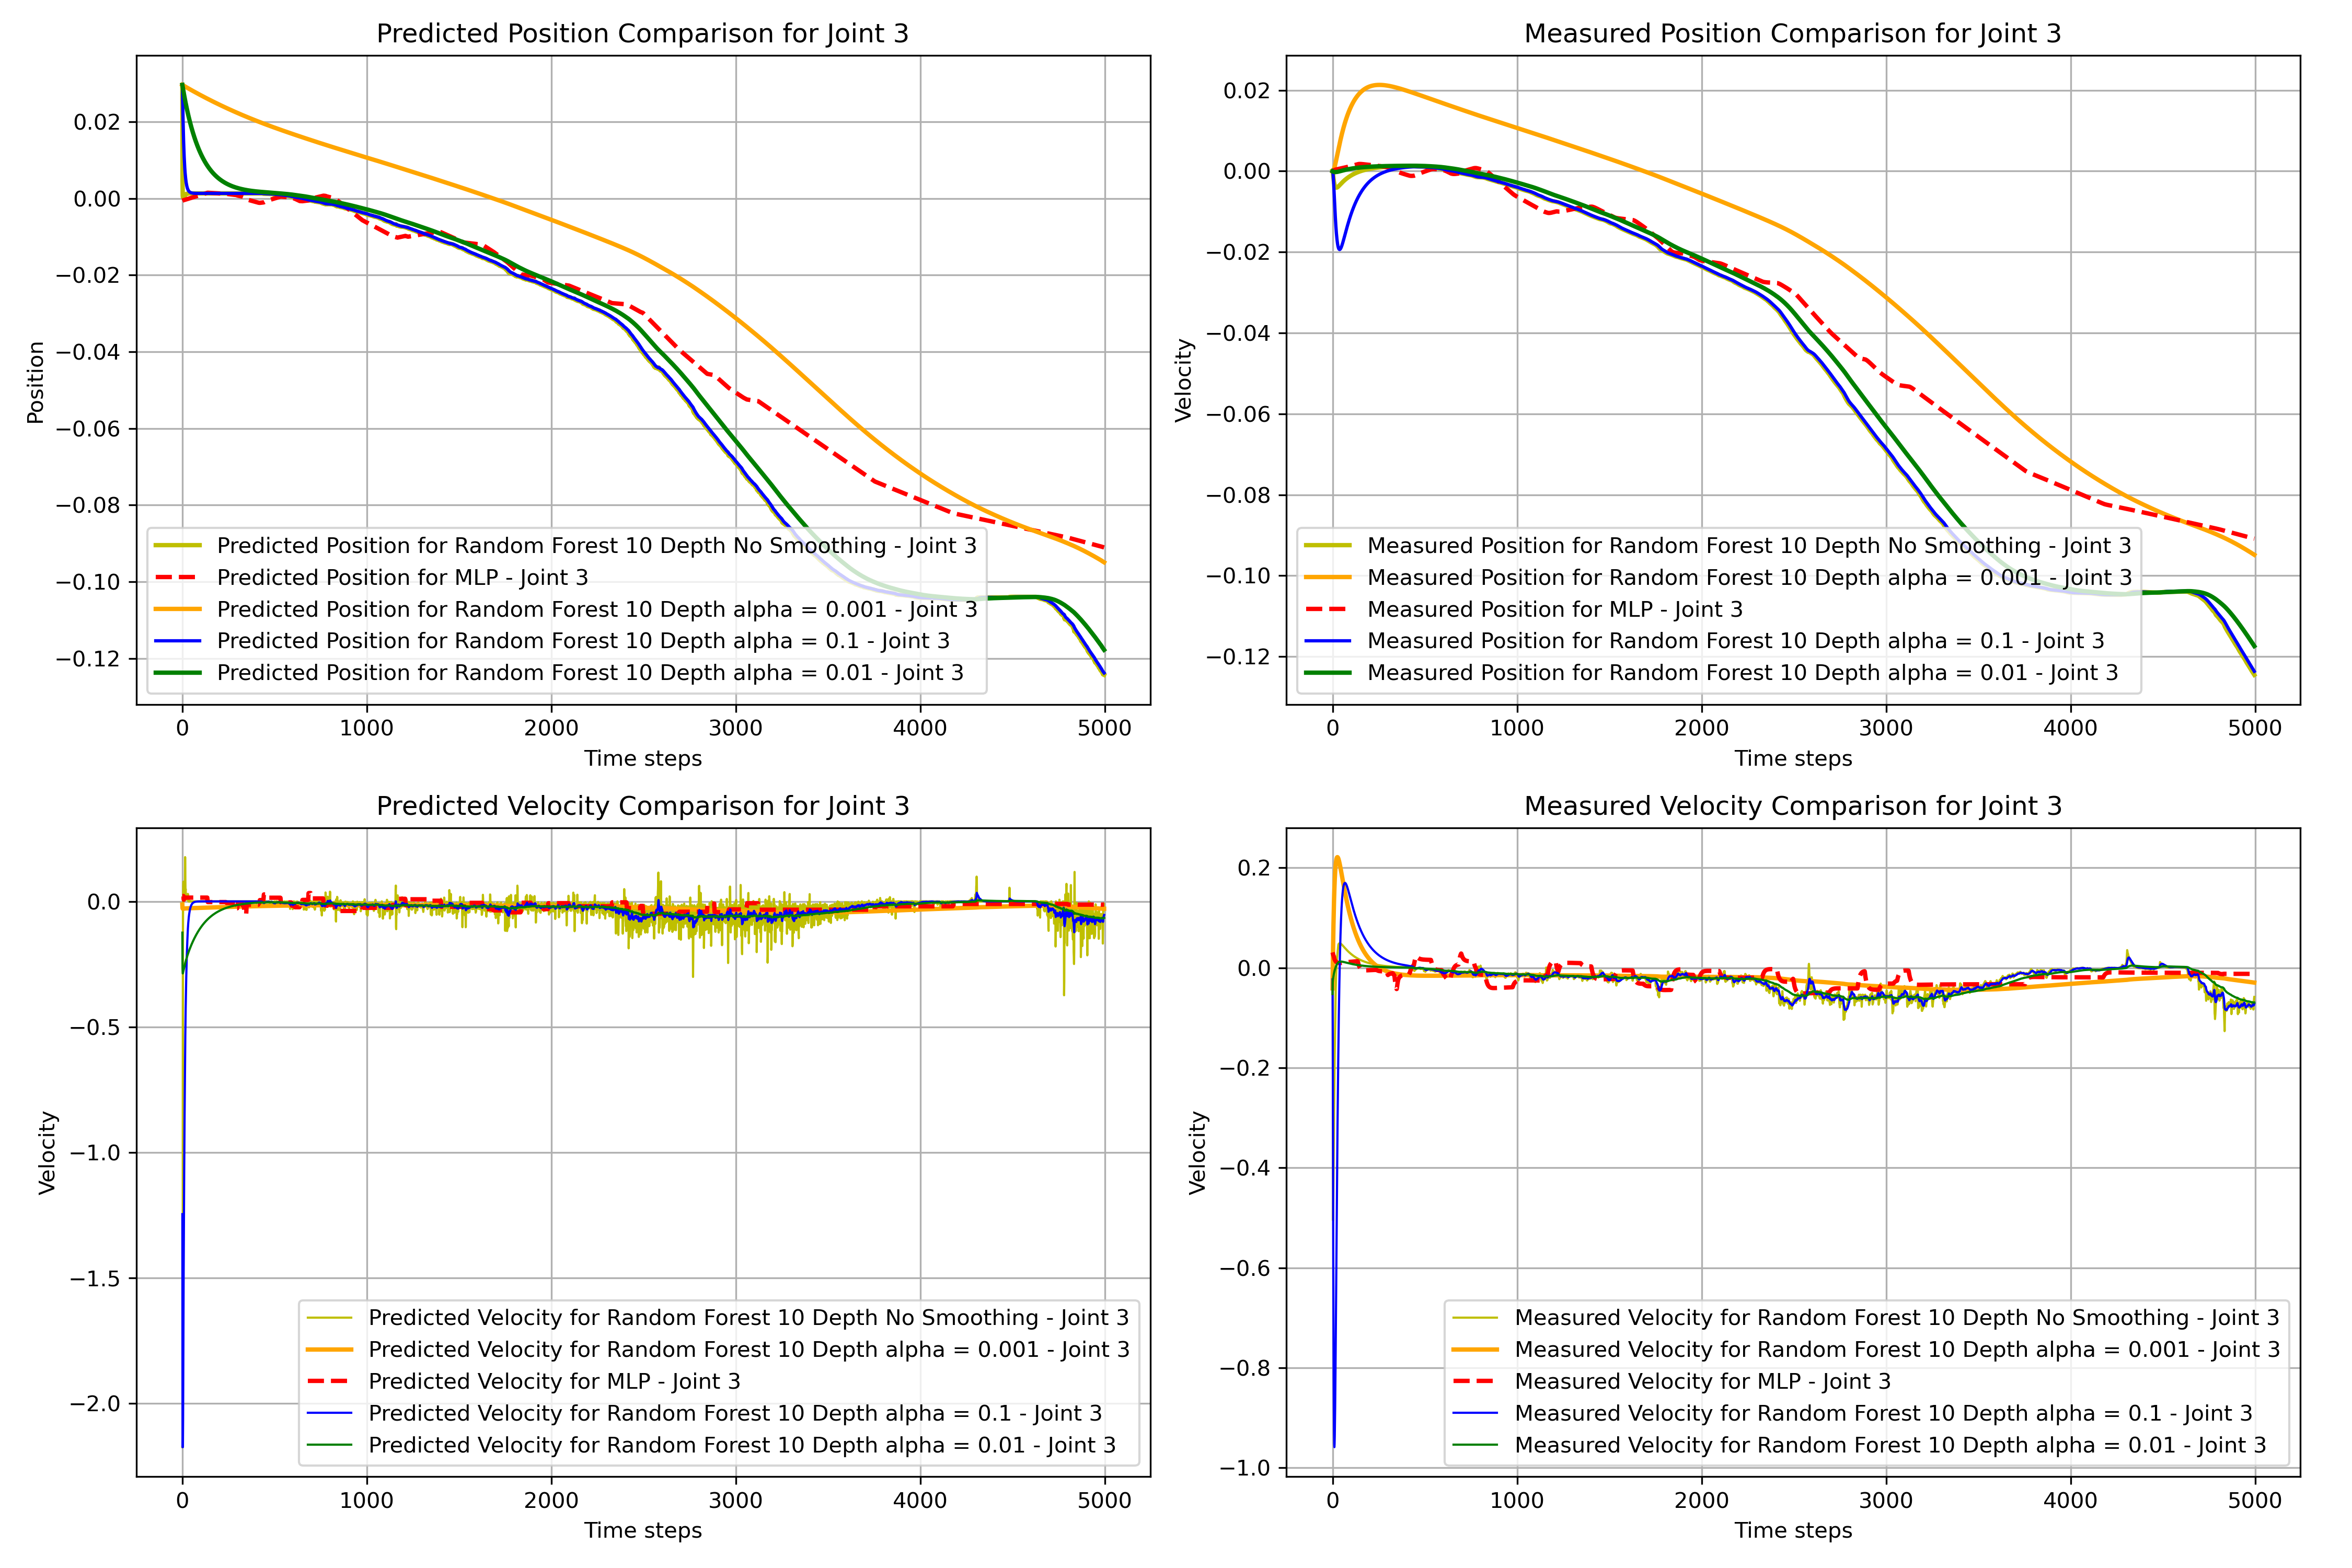 Predicted Position Comparison for Joint 3
Position
0.02
0.00
−0.02
−0.04
−0.06
−0.08
−0.10
−0.12
Predicted Position for Random Forest 10 Depth No Smoothing - Joint 3
Predicted Position for MLP - Joint 3
Predicted Position for Random Forest 10 Depth alpha = 0.001 - Joint 3
Predicted Position for Random Forest 10 Depth alpha = 0.1 - Joint 3
Predicted Position for Random Forest 10 Depth alpha = 0.01 - Joint 3
0 1000 2000 3000 4000 5000
Time steps
Measured Position Comparison for Joint 3
Velocity
0.02
0.00
−0.02
−0.04
−0.06
−0.08
−0.10
−0.12
Measured Position for Random Forest 10 Depth No Smoothing - Joint 3
Measured Position for Random Forest 10 Depth alpha = 0.001 - Joint 3
Measured Position for MLP - Joint 3
Measured Position for Random Forest 10 Depth alpha = 0.1 - Joint 3
Measured Position for Random Forest 10 Depth alpha = 0.01 - Joint 3
0 1000 2000 3000 4000 5000
Time steps
Predicted Velocity Comparison for Joint 3
Velocity
0.0
−0.5
−1.0
−1.5
−2.0
Predicted Velocity for Random Forest 10 Depth No Smoothing - Joint 3
Predicted Velocity for Random Forest 10 Depth alpha = 0.001 - Joint 3
Predicted Velocity for MLP - Joint 3
Predicted Velocity for Random Forest 10 Depth alpha = 0.1 - Joint 3
Predicted Velocity for Random Forest 10 Depth alpha = 0.01 - Joint 3
0 1000 2000 3000 4000 5000
Time steps
Measured Velocity Comparison for Joint 3
Velocity
0.2
0.0
−0.2
−0.4
−0.6
−0.8
−1.0
Measured Velocity for Random Forest 10 Depth No Smoothing - Joint 3
Measured Velocity for Random Forest 10 Depth alpha = 0.001 - Joint 3
Measured Velocity for MLP - Joint 3
Measured Velocity for Random Forest 10 Depth alpha = 0.1 - Joint 3
Measured Velocity for Random Forest 10 Depth alpha = 0.01 - Joint 3
0 1000 2000 3000 4000 5000
Time steps